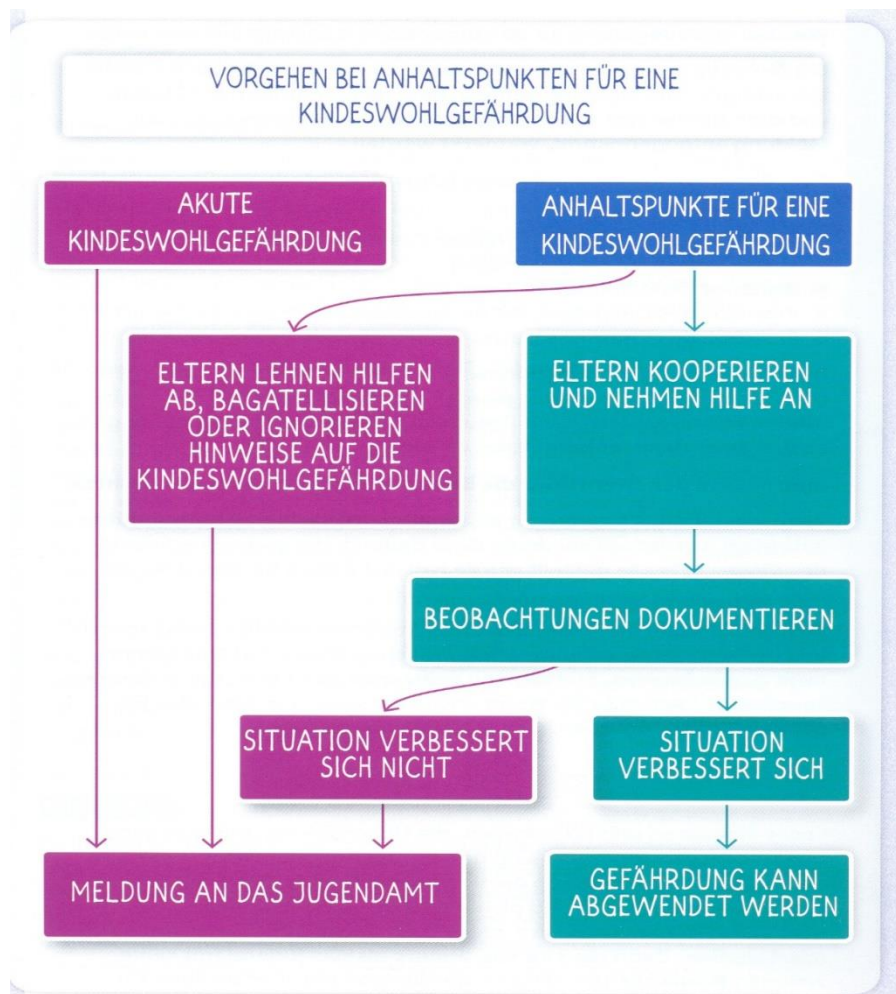 VORGEHEN BEI ANHALTSPUNKTEN FÜR EINE
KINDESWOHLGEFÄHRDUNG
AKUTE
KINDESWOHLGEFÄHRDUNG
ANHALTSPUNKTE FÜR EINE
KINDESWOHLGEFÄHRDUNG
ELTERN LEHNEN HILFEN
AB, BAGATELLISIEREN
ODER IGNORIEREN
HINWEISE AUF DIE
KINDESWOHLGEFÄHRDUNG
ELTERN KOOPERIEREN
UND NEHMEN HILFE AN
BEOBACHTUNGEN DOKUMENTIEREN
SITUATION VERBESSERT
SICH NICHT
SITUATION
VERBESSERT SICH
MELDUNG AN DAS JUGENDAMT
GEFÄHRDUNG KANN
ABGEWENDET WERDEN